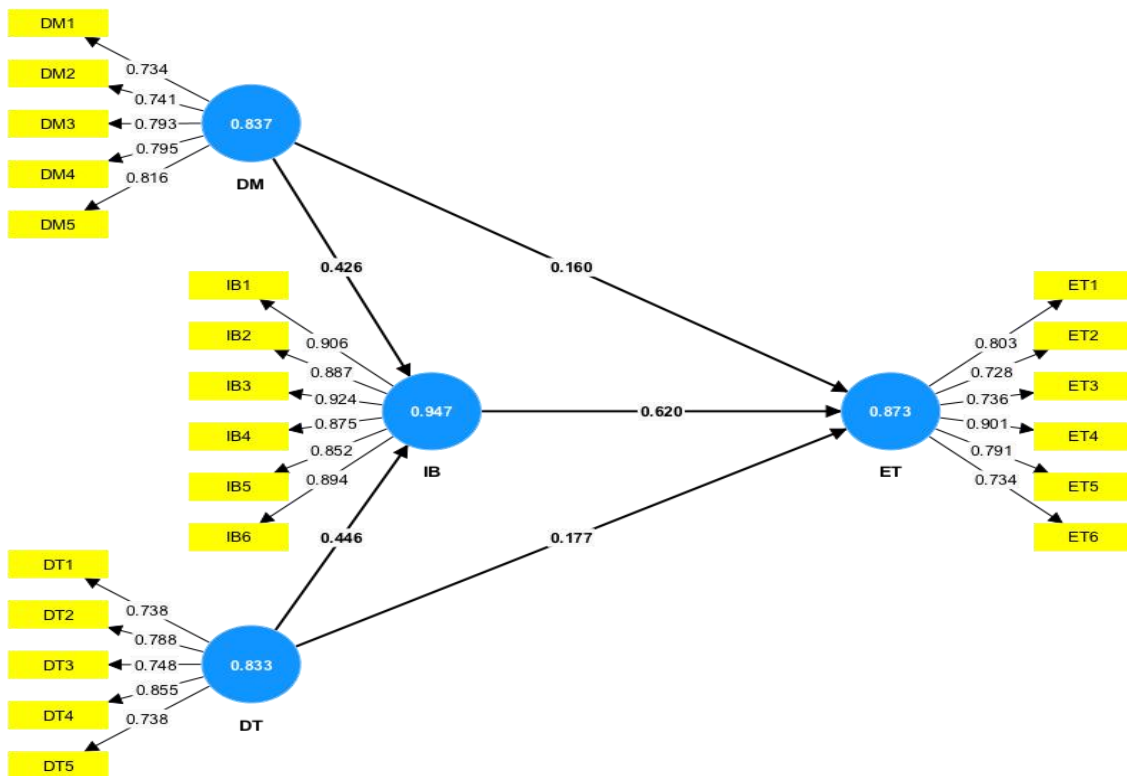 DM1
DM2
DM3
DM4
DM5
0.734
0.741
0.793
0.795
0.816
0.837
DM
0.426
0.160
IB1
IB2
IB3
IB4
IB5
IB6
0.906
0.887
0.924
0.875
0.852
0.894
0.947
IB
0.620
0.873
ET
0.803
0.728
0.736
0.901
0.791
0.734
ET1
ET2
ET3
ET4
ET5
ET6
0.446
0.177
DT1
DT2
DT3
DT4
DT5
0.738
0.788
0.748
0.855
0.738
0.833
DT